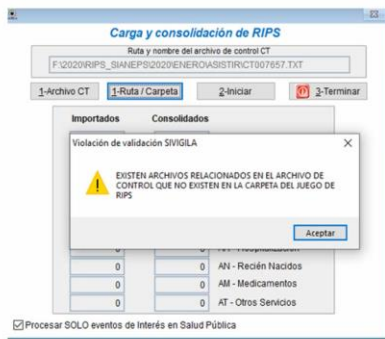 Carga y consolidación de RIPS
Ruta y nombre del archivo de control CT
F:\2020\RIPS_SIANEPS\2020\ENERO\ASISTIR\CT007657.TXT
1-Archivo CT 1-Ruta / Carpeta 2-Iniciar 3-Terminar
Importados Consolidados
Violación de validación SIVIGILA
EXISTEN ARCHIVOS RELACIONADOS EN EL ARCHIVO DE
CONTROL QUE NO EXISTEN EN LA CARPETA DEL JUEGO DE
RIPS
Aceptar
0 0 AN - Recién Nacidos
0 0 AM - Medicamentos
0 0 AT - Otros Servicios
Procesar SOLO eventos de Interés en Salud Pública